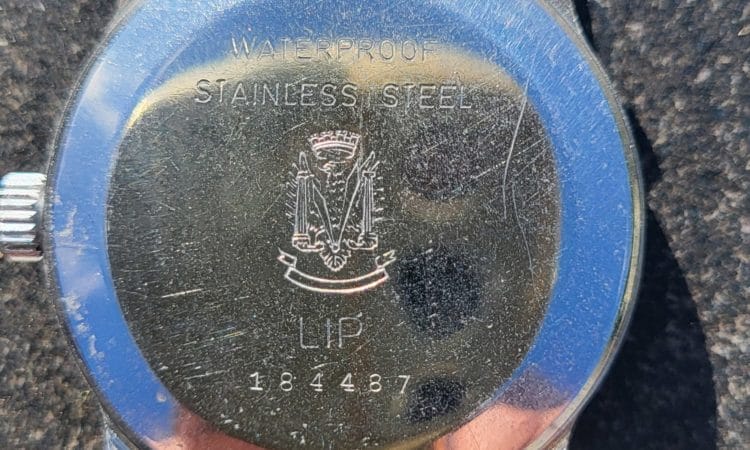 WATERPROOF
STAINLESS STEEL
LIP
184487